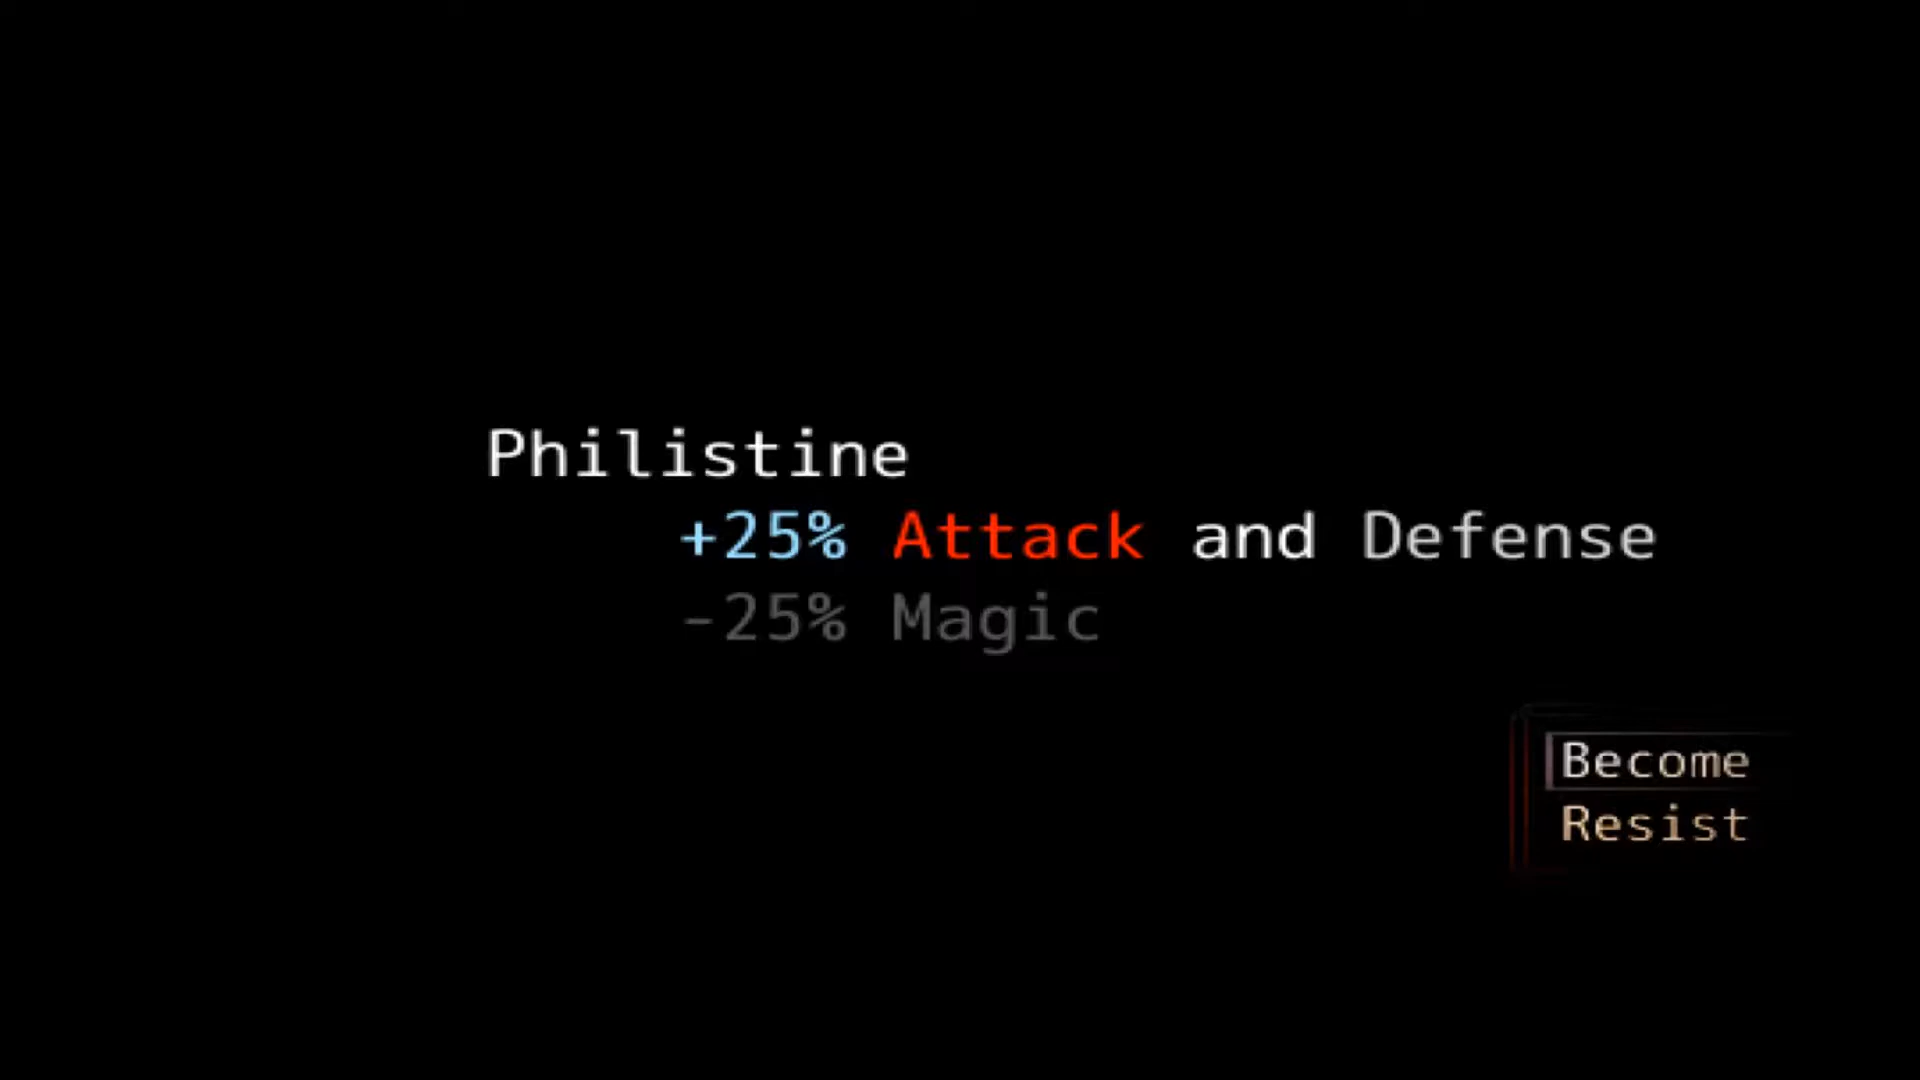 Philistine
+25% Attack and Defense
-25% Magic
Become
Resist